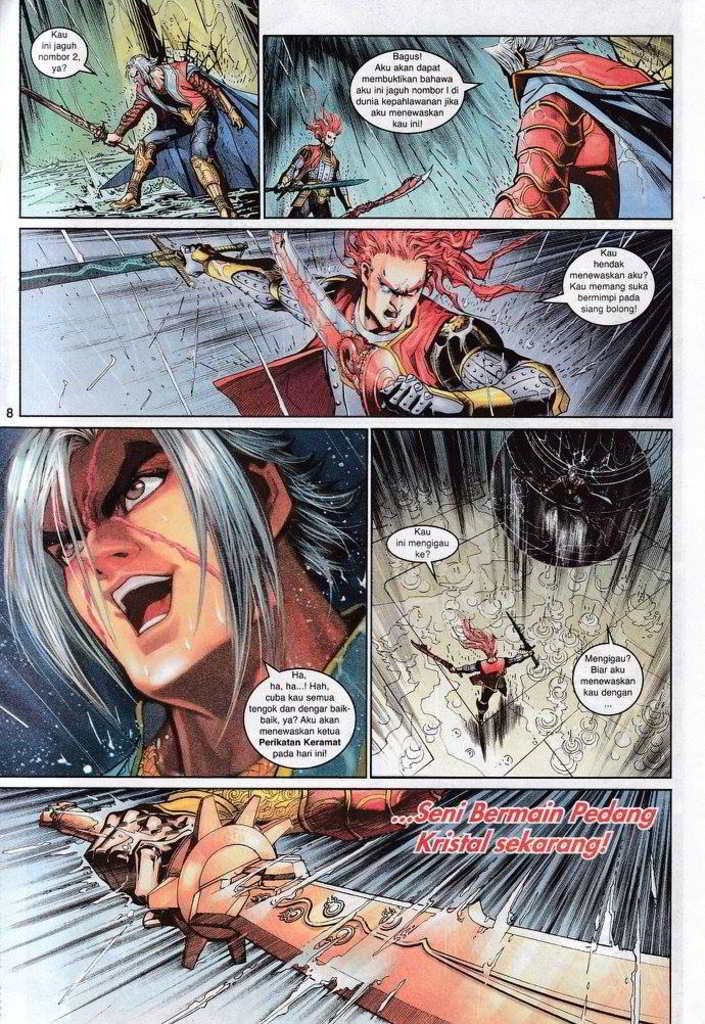 Kau
ini jaguh
nombor 2,
ya?
Bagus!
Aku akan dapat
membuktikan bahawa
aku ini jaguh nombor I di
dunia kepahlawanan jika
aku menewaskan
kau ini!
Kau
hendak
menewaskan aku?
Kau memang suka
bermimpi pada
siang bolong!
8
Ha,
ha, ha...! Hah,
cuba kau semua
tengok dan dengar baik-
baik, ya? Aku akan
menewaskan ketua
Perikatan Keramat
pada hari ini!
Kau
ini mengigau
ke?
Mengigau?
Biar aku
menewaskan
kau dengan
...
...Seni Bermain Pedang
Kristal sekarang!